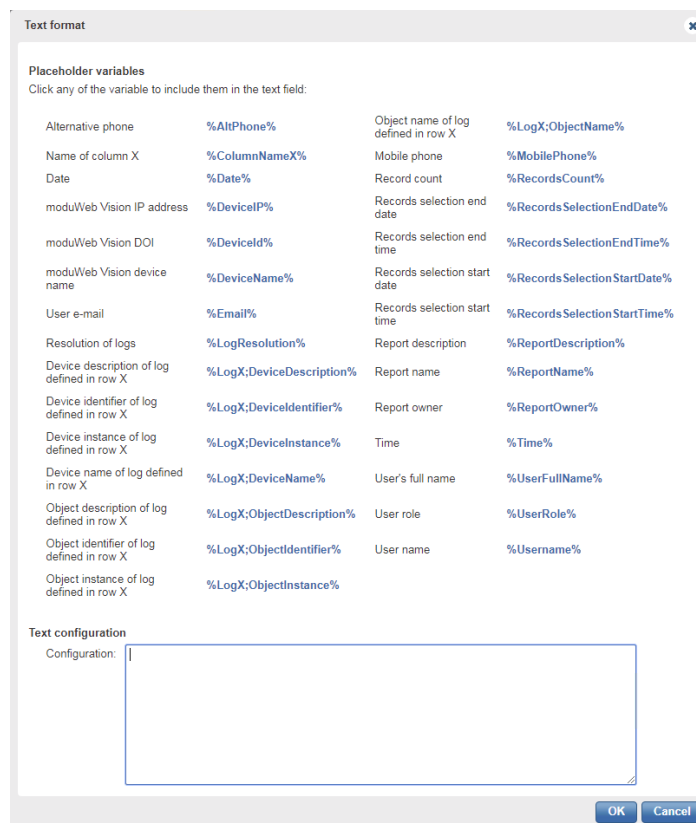 Text format
Placeholder variables
Click any of the variable to include them in the text field:
Alternative phone %AltPhone% Object name of log defined in row X %LogX;ObjectName%
Name of column X %ColumnNameX% Mobile phone %MobilePhone%
Date %Date% Record count %RecordsCount%
moduWeb Vision IP address %DeviceIP% Records selection end date %RecordsSelectionEndDate%
moduWeb Vision DOI %DeviceId% Records selection end time %RecordsSelectionEndTime%
moduWeb Vision device name %DeviceName% Records selection start date %RecordsSelectionStartDate%
User e-mail %Email% Records selection start time %RecordsSelectionStartTime%
Resolution of logs %LogResolution% Report description %ReportDescription%
Device description of log defined in row X %LogX;DeviceDescription% Report name %ReportName%
Device identifier of log defined in row X %LogX;DeviceIdentifier% Report owner %ReportOwner%
Device instance of log defined in row X %LogX;DeviceInstance% Time %Time%
Device name of log defined in row X %LogX;DeviceName% User's full name %UserFullName%
Object description of log defined in row X %LogX;ObjectDescription% User role %UserRole%
Object identifier of log defined in row X %LogX;ObjectIdentifier% User name %Username%
Object instance of log defined in row X %LogX;ObjectInstance%
Text configuration
Configuration:
OK Cancel